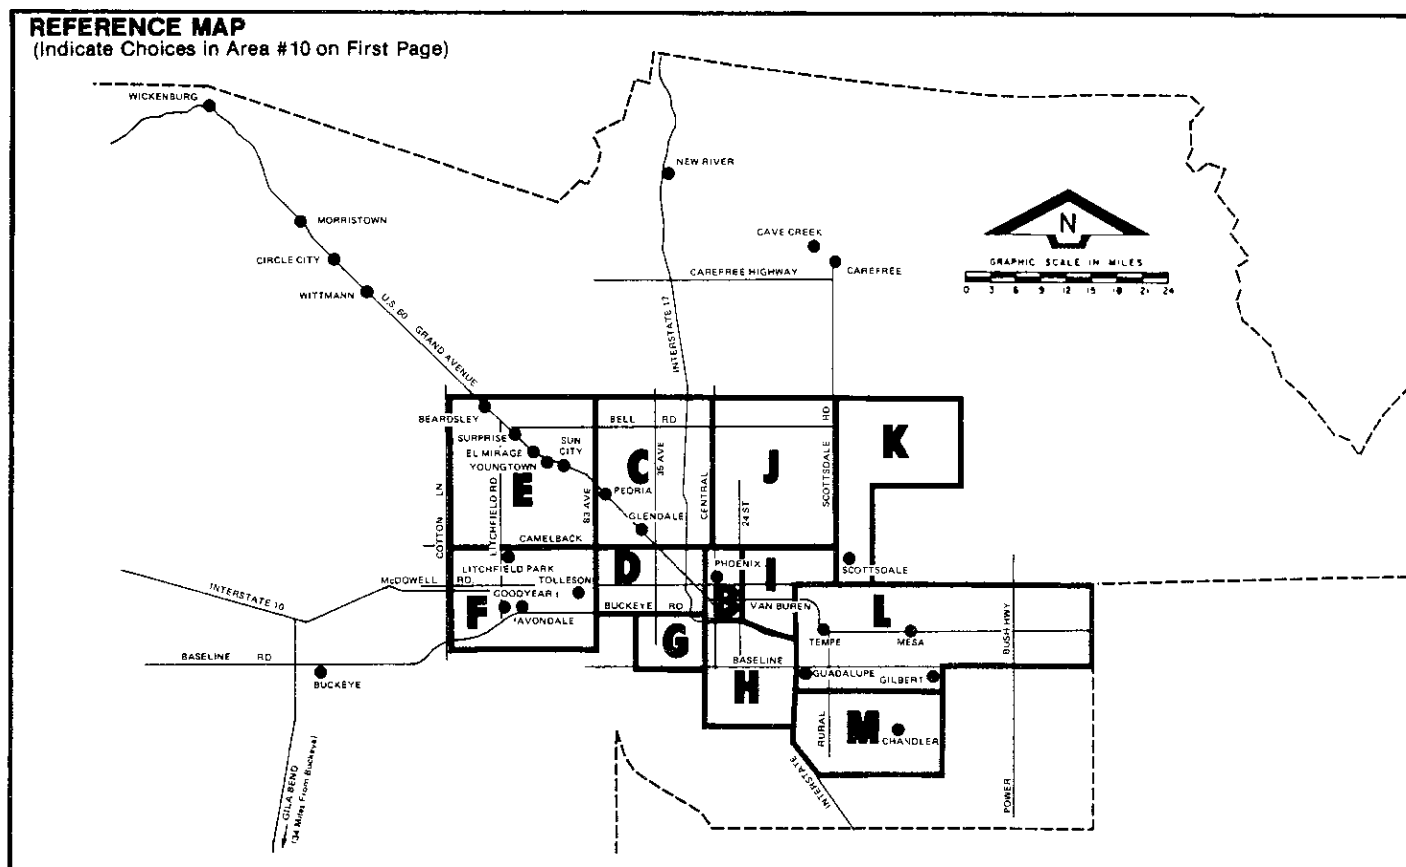 REFERENCE MAP
(Indicate Choices in Area #10 on First Page)
WICKENBURG
NEW RIVER
MORRISTOWN
N
CAVE CREEK
CIRCLE CITY
GRAPHIC SCALE IN MILES
CAREFREE HIGHWAY
CAREFREE
0 3 6 9 12 15 18 21 24
WITTMANN
U.S. 60 GRAND AVENUE
INTERSTATE 17
BEARDSLEY
BELL RD
SURPRISE
EL MIRAGE
SUN
CITY
YOUNGTOWN
E
C
J
K
COTTON LN
LITCHFIELD RD
83 AVE
35 AVE
CENTRAL
24 ST
SCOTTSDALE RD
PEORIA
GLENDALE
CAMELBACK
LITCHFIELD PARK
D
PHOENIX
I
SCOTTSDALE
McDOWELL RD.
TOLLESON
INTERSTATE 10
F
GOODYEAR
AVONDALE
BUCKEYE RD
B
VAN BUREN
L
TEMPE
MESA
BUSH HWY
G
BASELINE RD
BASELINE
BUCKEYE
GUADALUPE
GILBERT
H
RURAL
M
CHANDLER
INTERSTATE
POWER
GILA BEND
(34 Miles From Buckeye)